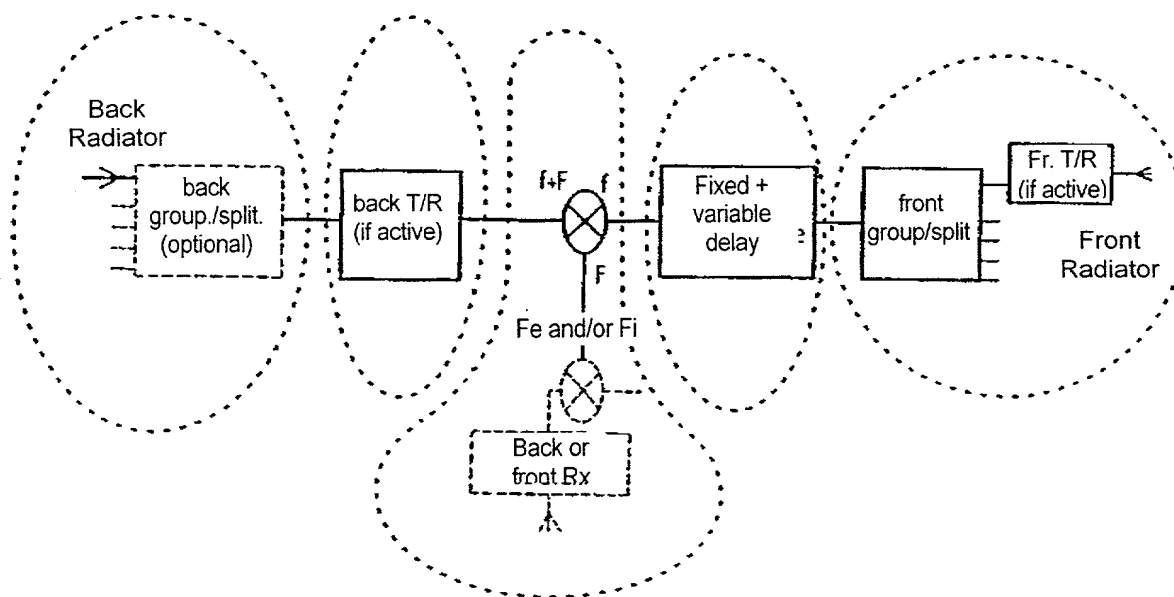 Back
Radiator
back
group./split.
(optional)
back T/R
(if active)
f+F
f
F
Fe and/or Fi
Back or
front Rx
Fixed +
variable
delay
front
group/split
Fr. T/R
(if active)
Front
Radiator